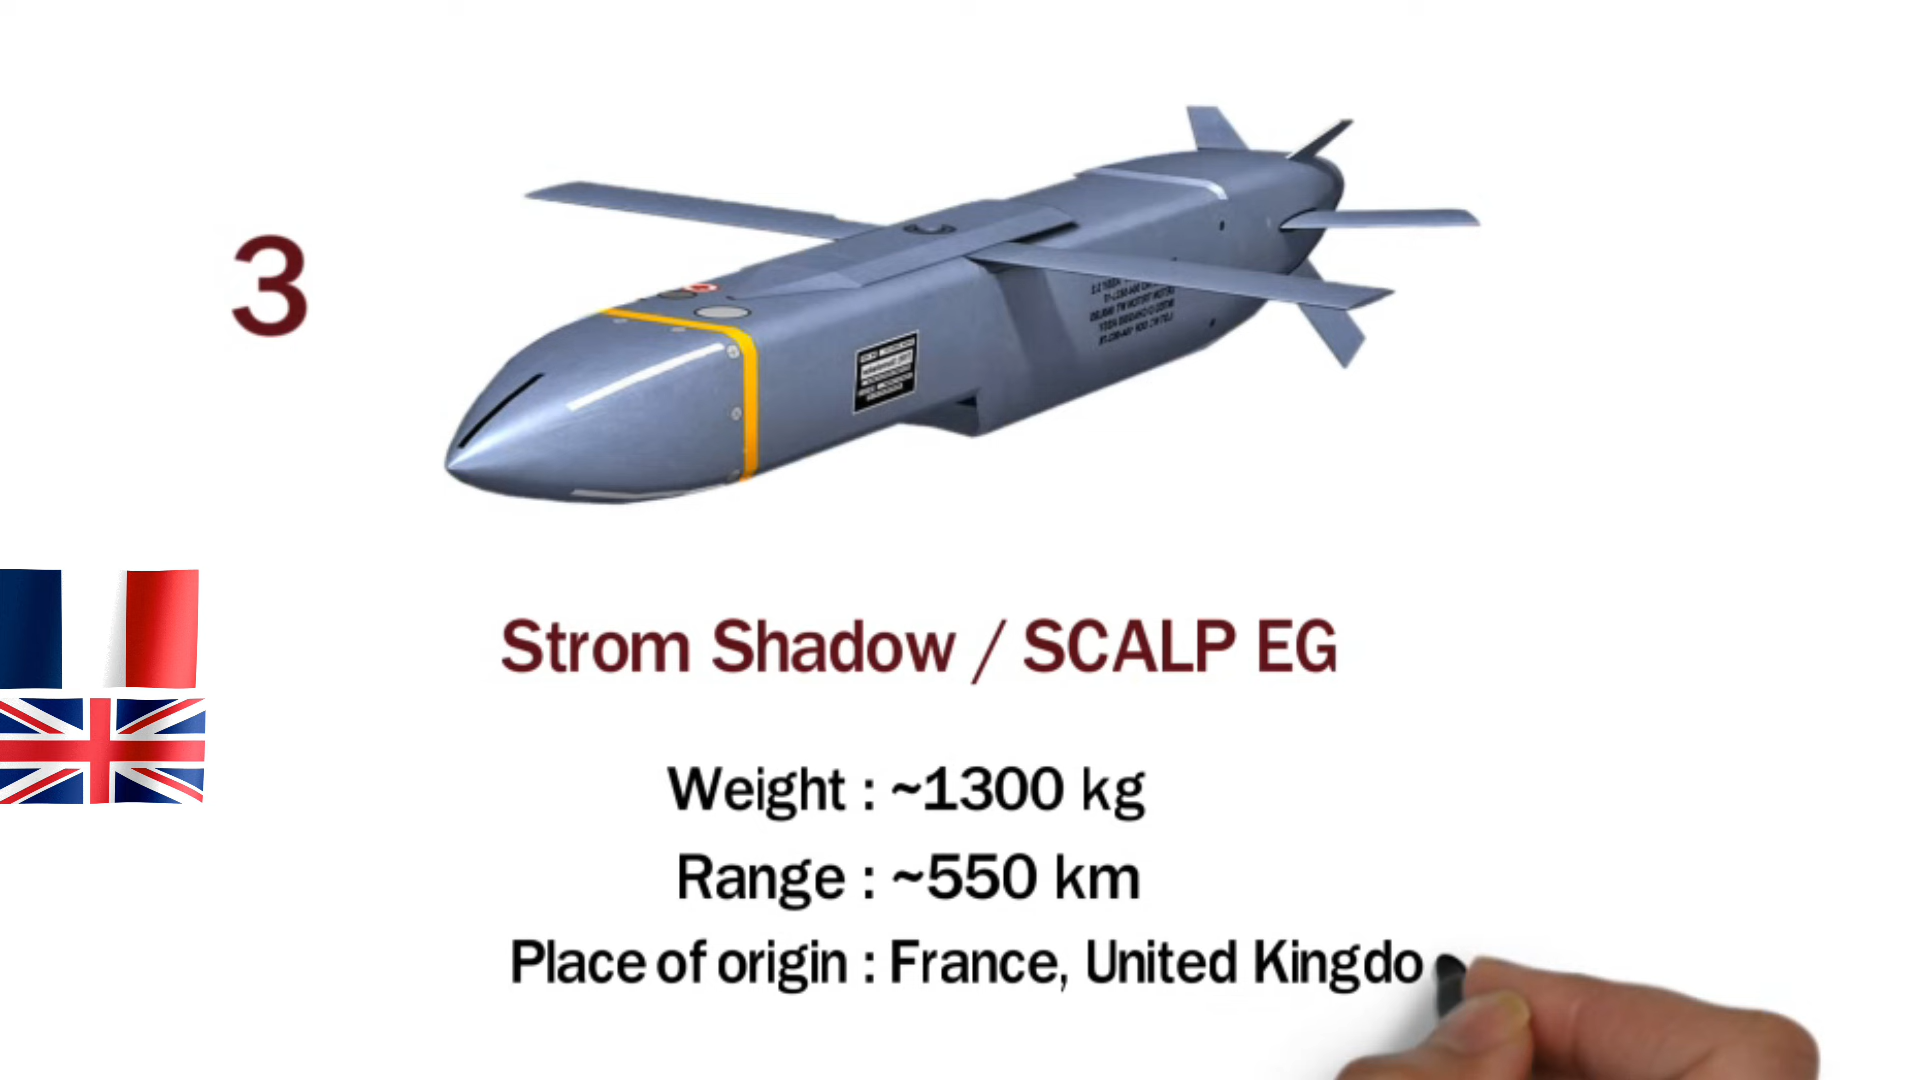 3
Strom Shadow / SCALP EG
Weight : ~1300 kg
Range : ~550 km
Place of origin : France, United Kingdo